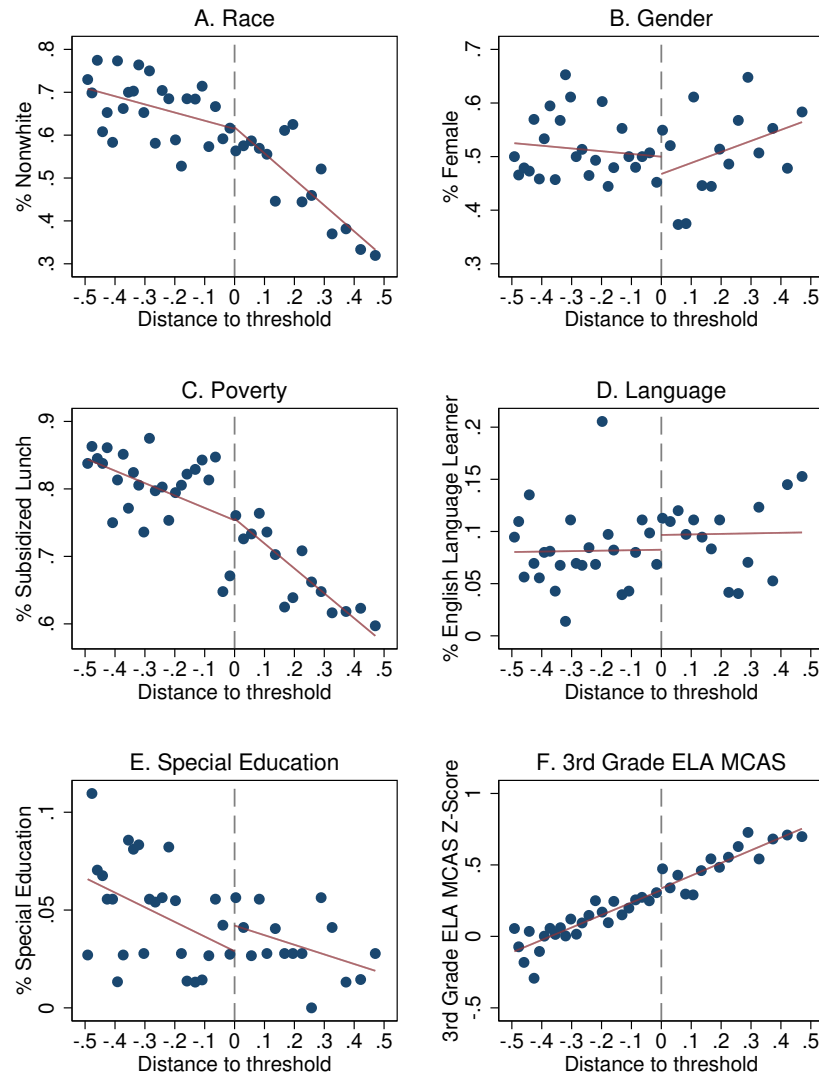 A. Race
% Nonwhite
.8
.7
.6
.5
.4
.3
-.5 -.4 -.3 -.2 -.1 0 .1 .2 .3 .4 .5
Distance to threshold
B. Gender
% Female
.7
.6
.5
.4
.3
-.5 -.4 -.3 -.2 -.1 0 .1 .2 .3 .4 .5
Distance to threshold
C. Poverty
% Subsidized Lunch
.9
.8
.7
.6
-.5 -.4 -.3 -.2 -.1 0 .1 .2 .3 .4 .5
Distance to threshold
D. Language
% English Language Learner
.2
.15
.1
.05
0
-.5 -.4 -.3 -.2 -.1 0 .1 .2 .3 .4 .5
Distance to threshold
E. Special Education
% Special Education
.1
.05
0
-.5 -.4 -.3 -.2 -.1 0 .1 .2 .3 .4 .5
Distance to threshold
F. 3rd Grade ELA MCAS
3rd Grade ELA MCAS Z-Score
1
.5
0
-.5
-.5 -.4 -.3 -.2 -.1 0 .1 .2 .3 .4 .5
Distance to threshold